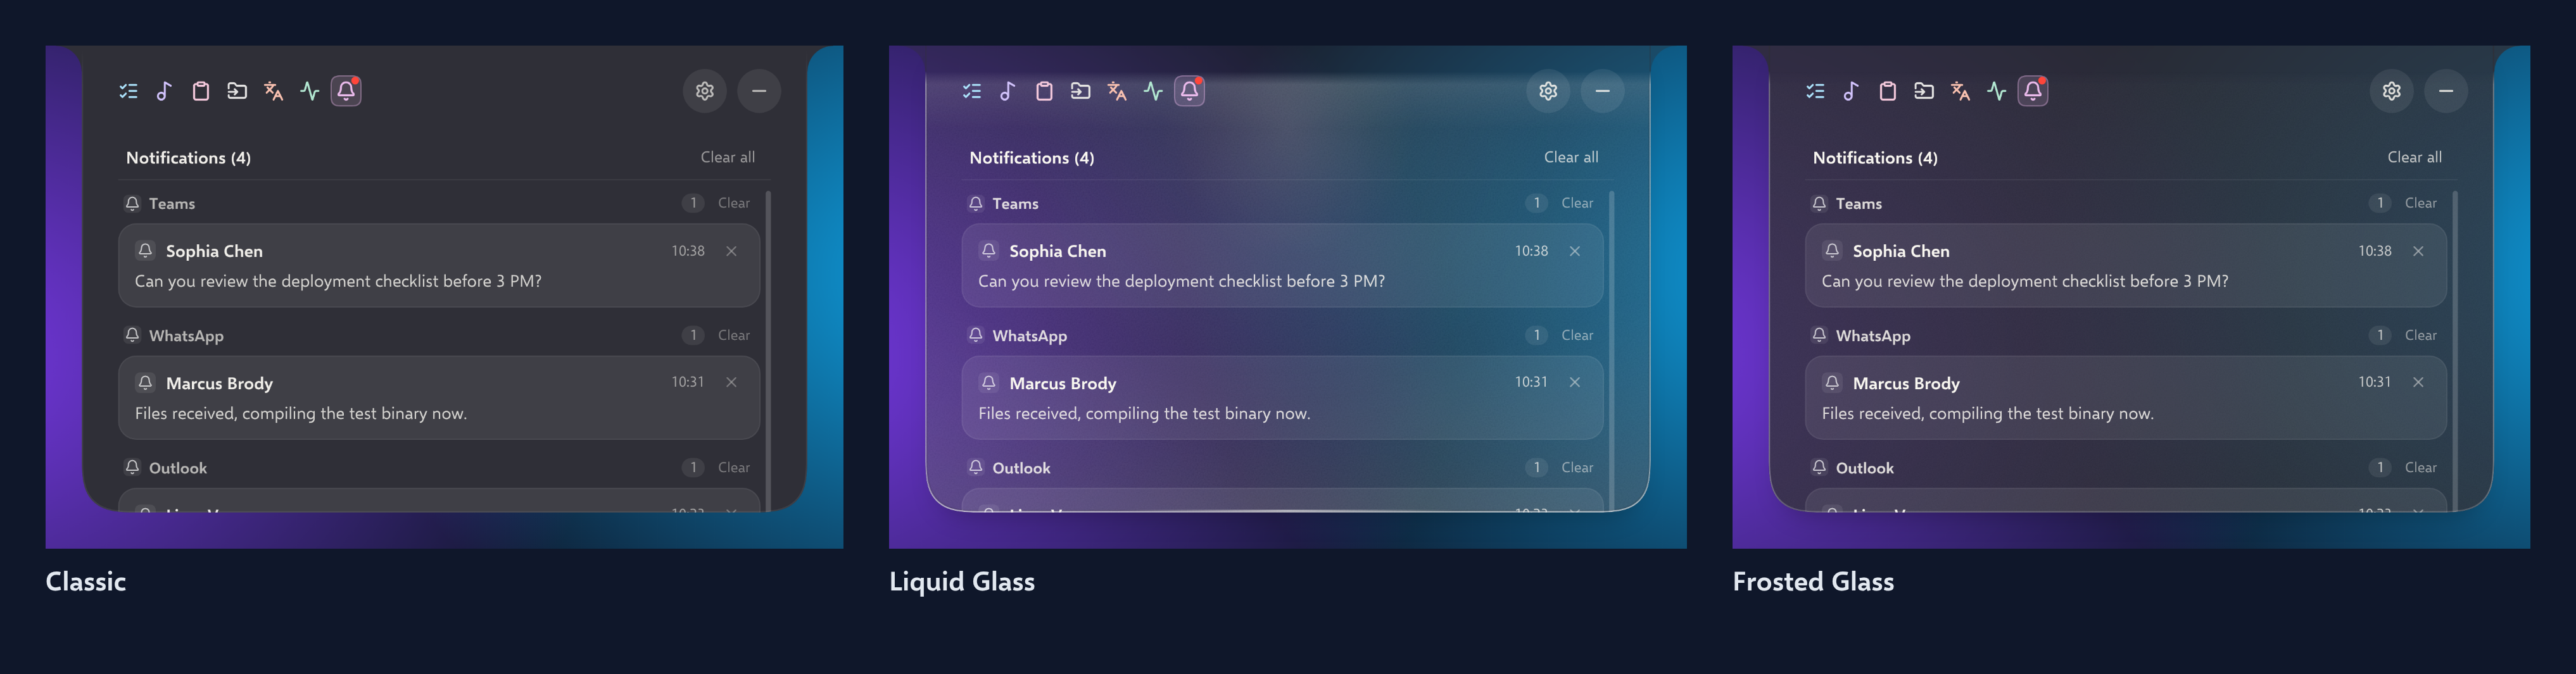 Notifications (4) Clear all
Teams 1 Clear
Sophia Chen 10:38
Can you review the deployment checklist before 3 PM?
WhatsApp 1 Clear
Marcus Brody 10:31
Files received, compiling the test binary now.
Outlook 1 Clear
Classic
Notifications (4) Clear all
Teams 1 Clear
Sophia Chen 10:38
Can you review the deployment checklist before 3 PM?
WhatsApp 1 Clear
Marcus Brody 10:31
Files received, compiling the test binary now.
Outlook 1 Clear
Liquid Glass
Notifications (4) Clear all
Teams 1 Clear
Sophia Chen 10:38
Can you review the deployment checklist before 3 PM?
WhatsApp 1 Clear
Marcus Brody 10:31
Files received, compiling the test binary now.
Outlook 1 Clear
Frosted Glass